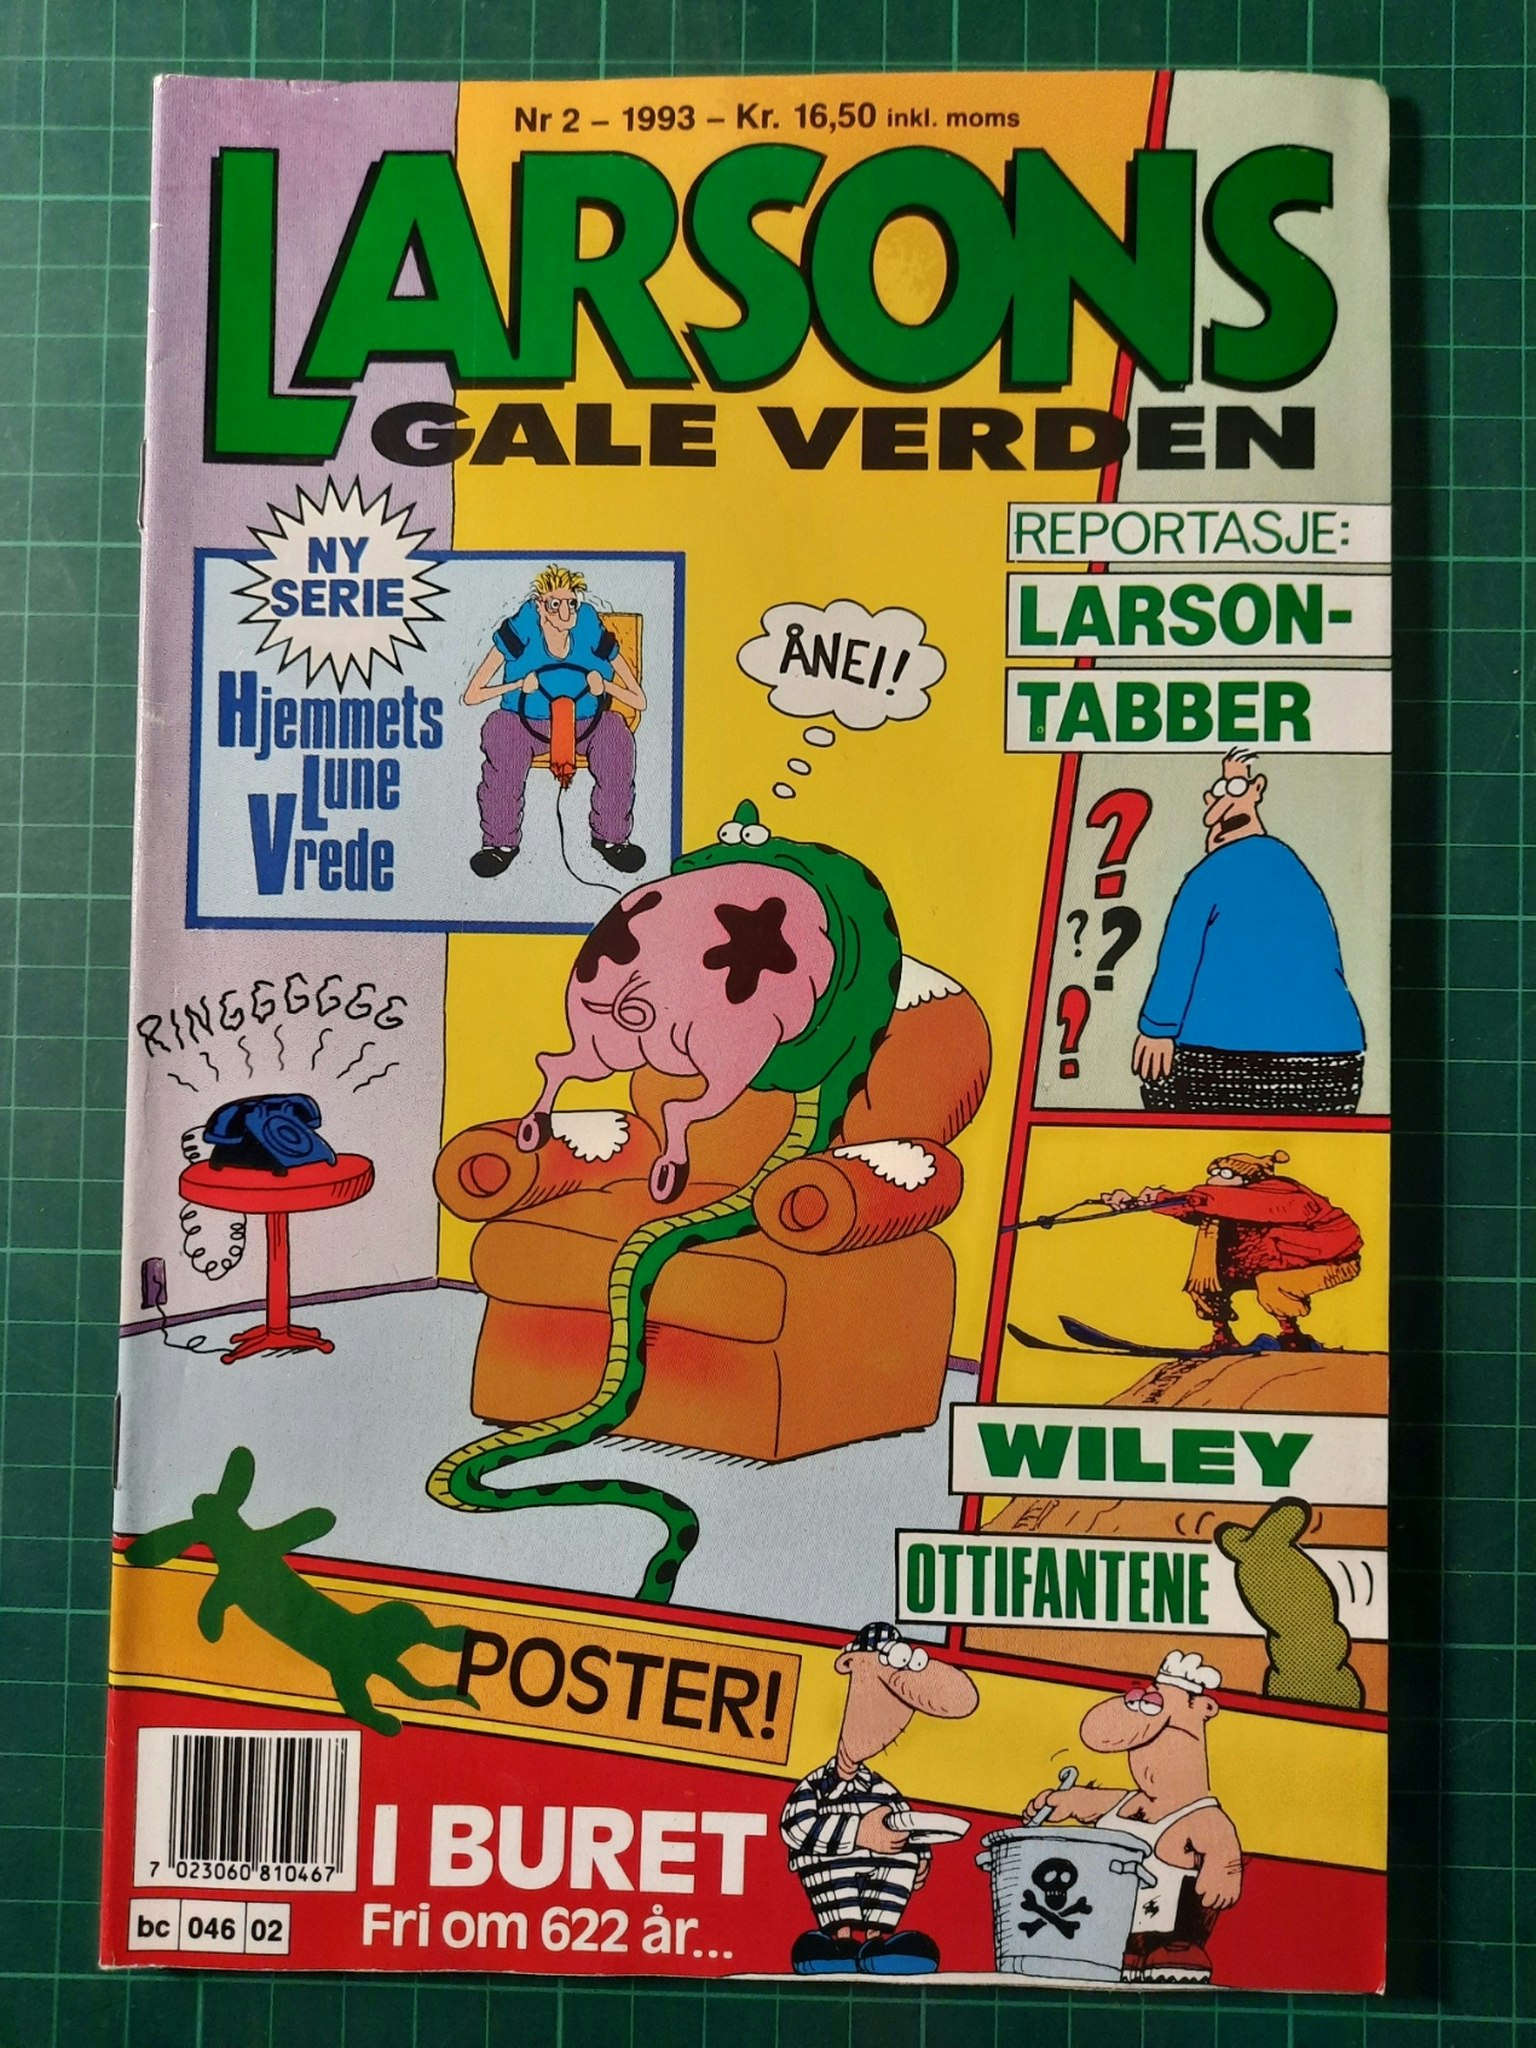 Nr 2 – 1993 – Kr. 16,50 inkl. moms
LARSONS
GALE VERDEN
NY
SERIE
Hjemmets
Lune
Vrede
REPORTASJE:
LARSON-
TABBER
ÅNEI!
? ? ? ?
RINGGGGGGG
WILEY
OTTIFANTENE
POSTER!
I BURET
Fri om 622 år...
7 023060 810467
bc 046 02